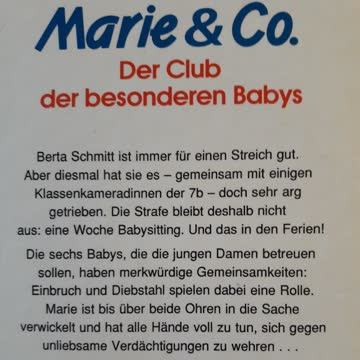 Marie & Co.
Der Club
der besonderen Babys
Berta Schmitt ist immer für einen Streich gut.
Aber diesmal hat sie es – gemeinsam mit einigen
Klassenkameradinnen der 7b – doch sehr arg
getrieben. Die Strafe bleibt deshalb nicht
aus: eine Woche Babysitting. Und das in den Ferien!
Die sechs Babys, die die jungen Damen betreuen
sollen, haben merkwürdige Gemeinsamkeiten:
Einbruch und Diebstahl spielen dabei eine Rolle.
Marie ist bis über beide Ohren in die Sache
verwickelt und hat alle Hände voll zu tun, sich gegen
unliebsame Verdächtigungen zu wehren . . .